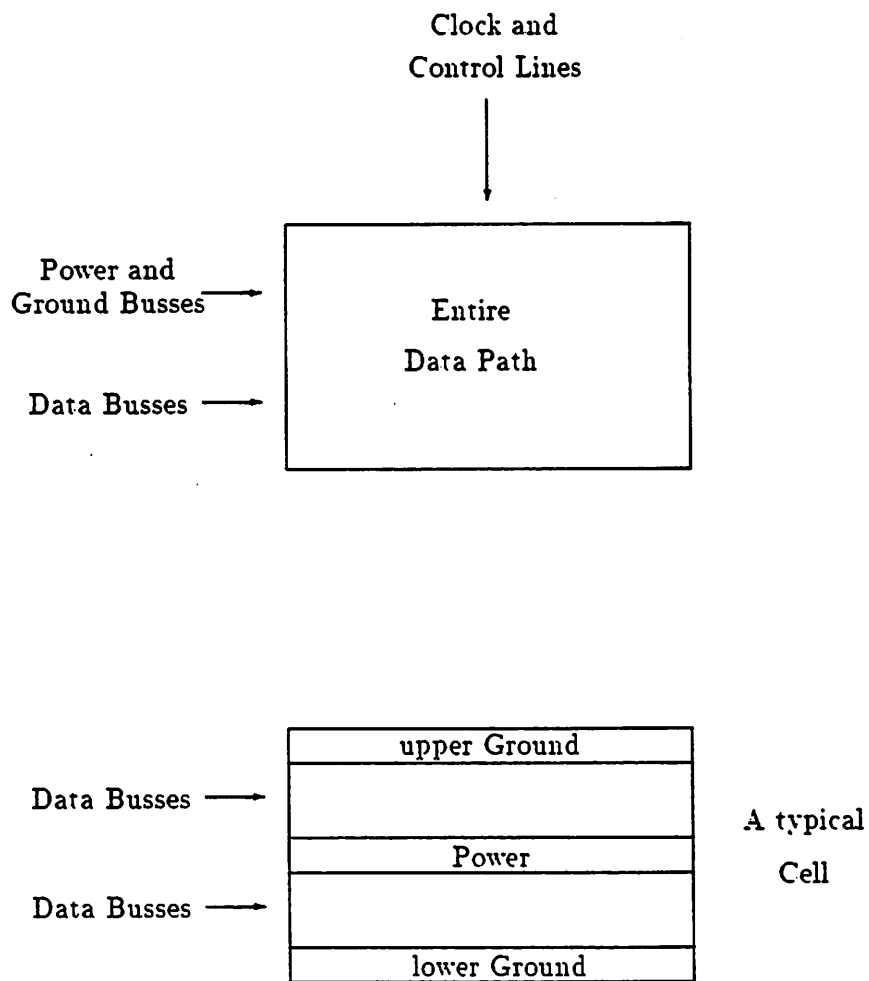 Clock and
Control Lines
Power and
Ground Busses
Entire
Data Path
Data Busses
upper Ground
Data Busses
A typical
Power
Cell
Data Busses
lower Ground